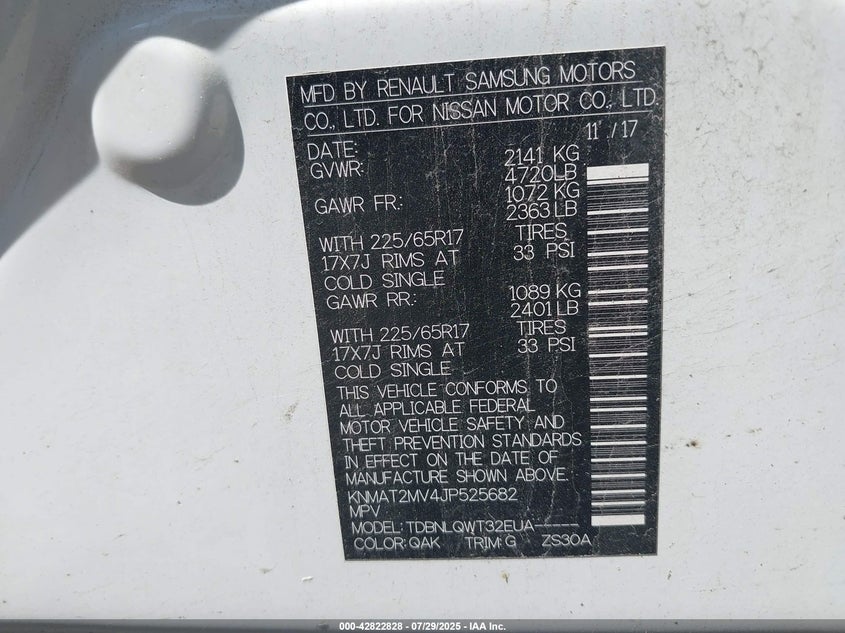 MFD BY RENAULT SAMSUNG MOTORS
CO., LTD. FOR NISSAN MOTOR CO., LTD.
DATE: 11 / 17
GVWR: 2141 KG
4720LB
GAWR FR.: 1072 KG
2363 LB
WITH 225/65R17 TIRES
17X7J RIMS AT 33 PSI
COLD SINGLE
GAWR RR.: 1089 KG
2401 LB
WITH 225/65R17 TIRES
17X7J RIMS AT 33 PSI
COLD SINGLE
THIS VEHICLE CONFORMS TO
ALL APPLICABLE FEDERAL
MOTOR VEHICLE SAFETY AND
THEFT PREVENTION STANDARDS
IN EFFECT ON THE DATE OF
MANUFACTURE SHOWN ABOVE.
KNMAT2MV4JP525682
MPV
MODEL: TDBNLQWT32EUA-----
COLOR: QAK TRIM: G ZS30A
000-42822828 - 07/29/2025 - IAA Inc.